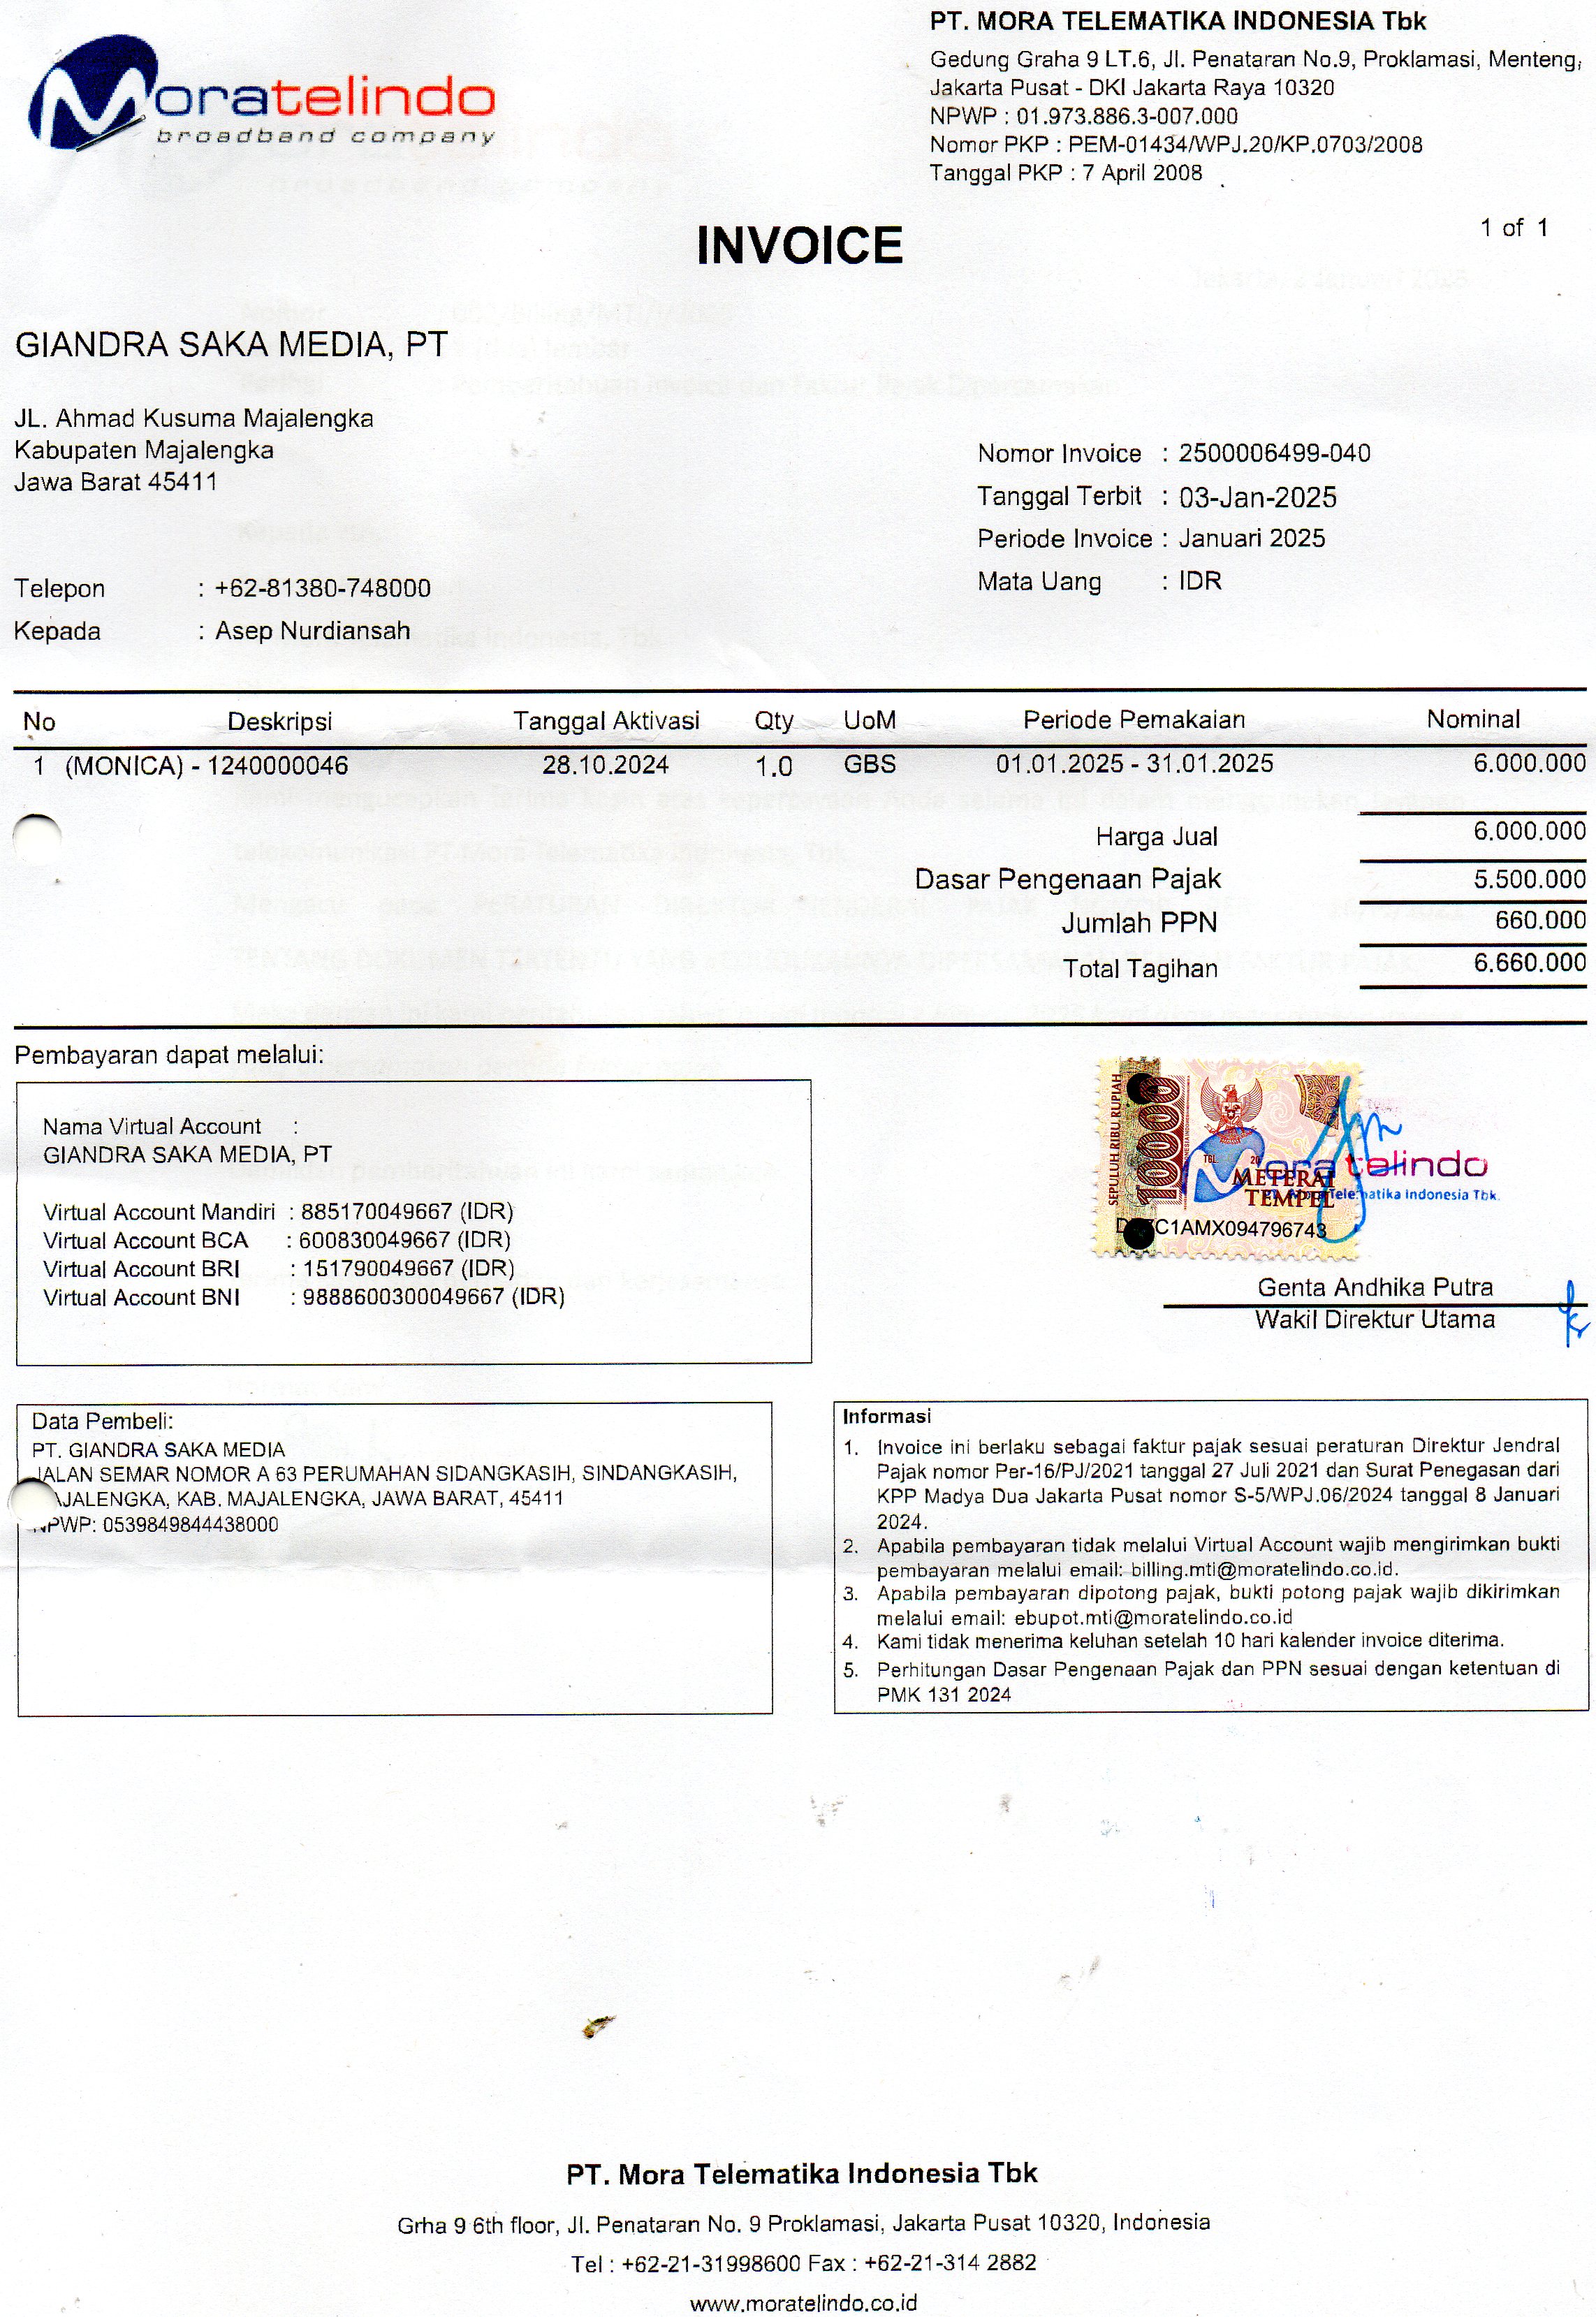 Moratelindo
broadband company
PT. MORA TELEMATIKA INDONESIA Tbk
Gedung Graha 9 LT.6, Jl. Penataran No.9, Proklamasi, Menteng,
Jakarta Pusat - DKI Jakarta Raya 10320
NPWP : 01.973.886.3-007.000
Nomor PKP : PEM-01434/WPJ.20/KP.0703/2008
Tanggal PKP : 7 April 2008
INVOICE
1 of 1
GIANDRA SAKA MEDIA, PT
JL. Ahmad Kusuma Majalengka
Kabupaten Majalengka
Jawa Barat 45411
Nomor Invoice : 2500006499-040
Tanggal Terbit : 03-Jan-2025
Periode Invoice : Januari 2025
Mata Uang : IDR
Telepon : +62-81380-748000
Kepada : Asep Nurdiansah
No Deskripsi Tanggal Aktivasi Qty UoM Periode Pemakaian Nominal
1 (MONICA) - 1240000046 28.10.2024 1.0 GBS 01.01.2025 - 31.01.2025 6.000.000
Harga Jual 6.000.000
Dasar Pengenaan Pajak 5.500.000
Jumlah PPN 660.000
Total Tagihan 6.660.000
Pembayaran dapat melalui:
Nama Virtual Account :
GIANDRA SAKA MEDIA, PT
Virtual Account Mandiri : 885170049667 (IDR)
Virtual Account BCA : 600830049667 (IDR)
Virtual Account BRI : 151790049667 (IDR)
Virtual Account BNI : 9888600300049667 (IDR)
SEPULUH RIBU RUPIAH
10000
TBL 20
METERAI
TEMPEL
C1AMX094796743
oratelindo
Telematika Indonesia Tbk.
Genta Andhika Putra
Wakil Direktur Utama
Data Pembeli:
PT. GIANDRA SAKA MEDIA
JALAN SEMAR NOMOR A 63 PERUMAHAN SIDANGKASIH, SINDANGKASIH,
AJALENGKA, KAB. MAJALENGKA, JAWA BARAT, 45411
NPWP: 0539849844438000
Informasi
1. Invoice ini berlaku sebagai faktur pajak sesuai peraturan Direktur Jendral
Pajak nomor Per-16/PJ/2021 tanggal 27 Juli 2021 dan Surat Penegasan dari
KPP Madya Dua Jakarta Pusat nomor S-5/WPJ.06/2024 tanggal 8 Januari
2024.
2. Apabila pembayaran tidak melalui Virtual Account wajib mengirimkan bukti
pembayaran melalui email: billing.mti@moratelindo.co.id.
3. Apabila pembayaran dipotong pajak, bukti potong pajak wajib dikirimkan
melalui email: ebupot.mti@moratelindo.co.id
4. Kami tidak menerima keluhan setelah 10 hari kalender invoice diterima.
5. Perhitungan Dasar Pengenaan Pajak dan PPN sesuai dengan ketentuan di
PMK 131 2024
PT. Mora Telematika Indonesia Tbk
Grha 9 6th floor, Jl. Penataran No. 9 Proklamasi, Jakarta Pusat 10320, Indonesia
Tel : +62-21-31998600 Fax : +62-21-314 2882
www.moratelindo.co.id